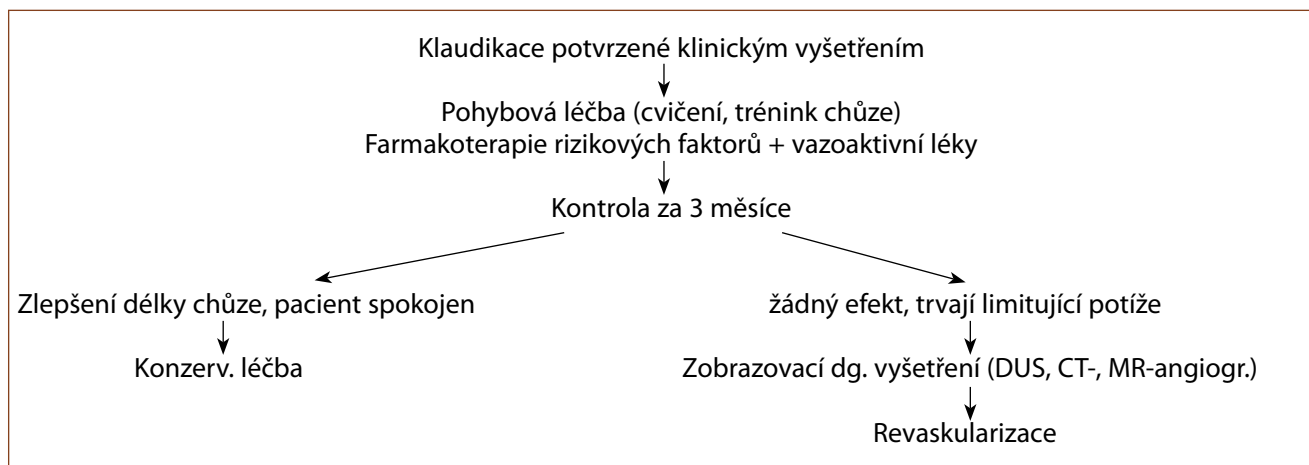 Klaudikace potvrzené klinickým vyšetřením
Pohybová léčba (cvičení, trénink chůze)
Farmakoterapie rizikových faktorů + vazoaktivní léky
Kontrola za 3 měsíce
Zlepšení délky chůze, pacient spokojen
Konzerv. léčba
žádný efekt, trvají limitující potíže
Zobrazovací dg. vyšetření (DUS, CT-, MR-angiogr.)
Revaskularizace